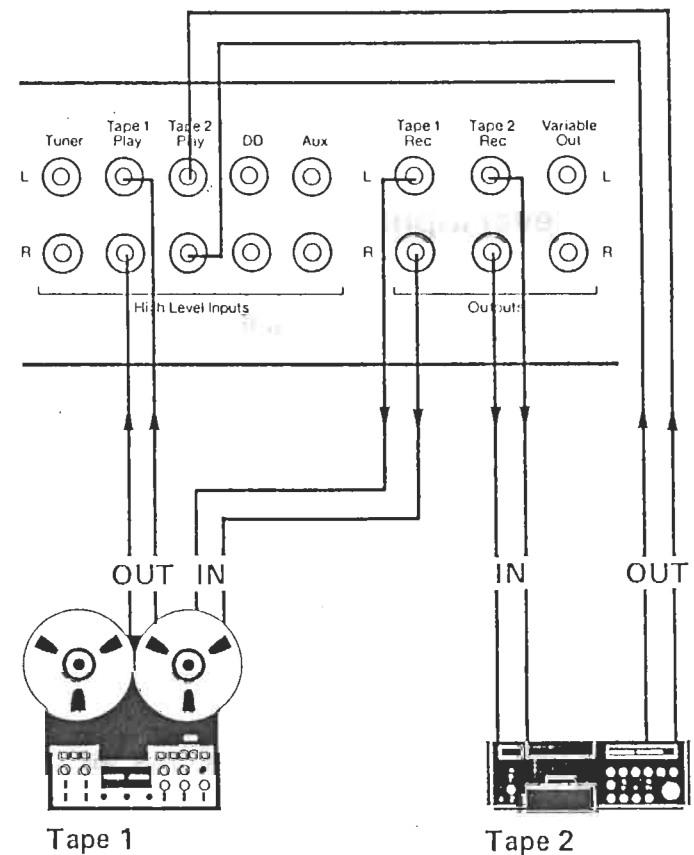 Tuner Tape 1 Play Tape 2 Play DD Aux Tape 1 Rec Tape 2 Rec Variable Out
L L L
R R R
High Level Inputs Outputs
OUT IN IN OUT
Tape 1 Tape 2